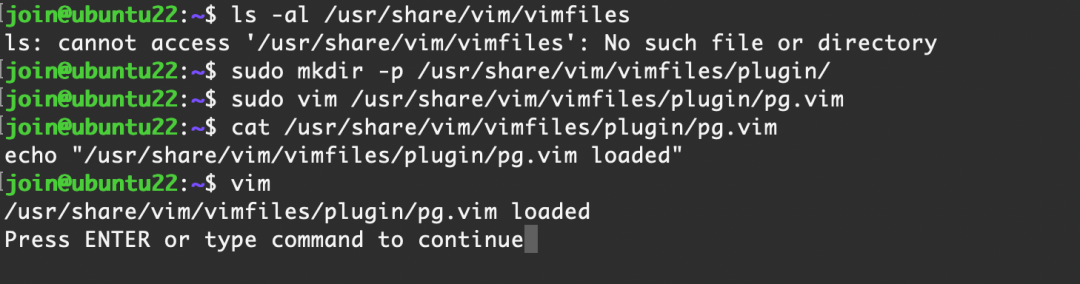 join@ubuntu22:~$ ls -al /usr/share/vim/vimfiles
ls: cannot access '/usr/share/vim/vimfiles': No such file or directory
join@ubuntu22:~$ sudo mkdir -p /usr/share/vim/vimfiles/plugin/
join@ubuntu22:~$ sudo vim /usr/share/vim/vimfiles/plugin/pg.vim
join@ubuntu22:~$ cat /usr/share/vim/vimfiles/plugin/pg.vim
echo "/usr/share/vim/vimfiles/plugin/pg.vim loaded"
join@ubuntu22:~$ vim
/usr/share/vim/vimfiles/plugin/pg.vim loaded
Press ENTER or type command to continue